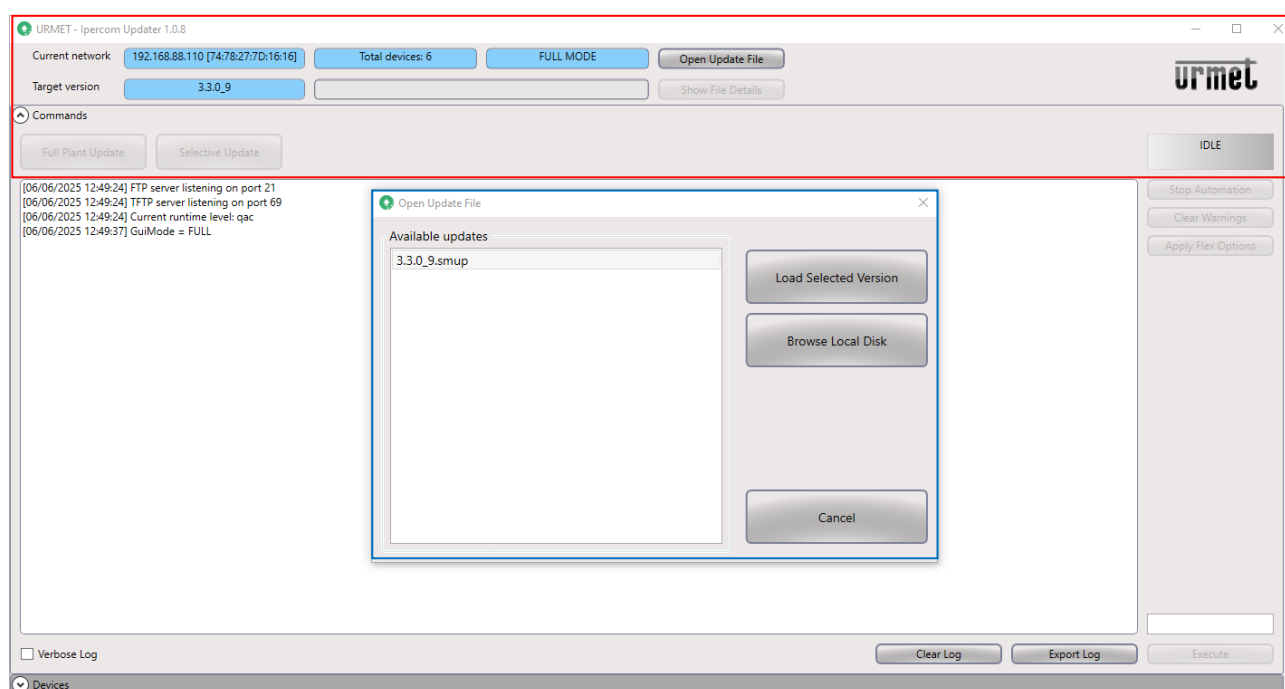 URMET - Ipercom Updater 1.0.8
Current network 192.168.88.110 [74:78:27:7D:16:16] Total devices: 6 FULL MODE Open Update File
urmet
Target version 3.3.0_9 Show File Details
Commands
Full Plant Update Selective Update IDLE
[06/06/2025 12:49:24] FTP server listening on port 21
[06/06/2025 12:49:24] TFTP server listening on port 69
[06/06/2025 12:49:24] Current runtime level: qac
[06/06/2025 12:49:37] GuiMode = FULL
Open Update File
Available updates
3.3.0_9.smup
Load Selected Version
Browse Local Disk
Cancel
Stop Automation
Clear Warnings
Apply Flex Options
Verbose Log Clear Log Export Log Execute
Devices